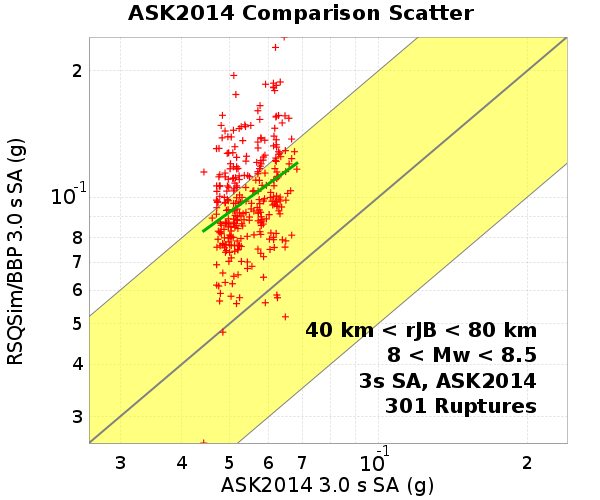 ASK2014 Comparison Scatter
RSQSim/BBP 3.0 s SA (g)
2
10^-1
8
7
6
5
4
3
40 km < rJB < 80 km
8 < Mw < 8.5
3s SA, ASK2014
301 Ruptures
3 4 5 6 7 10^-1 2
ASK2014 3.0 s SA (g)